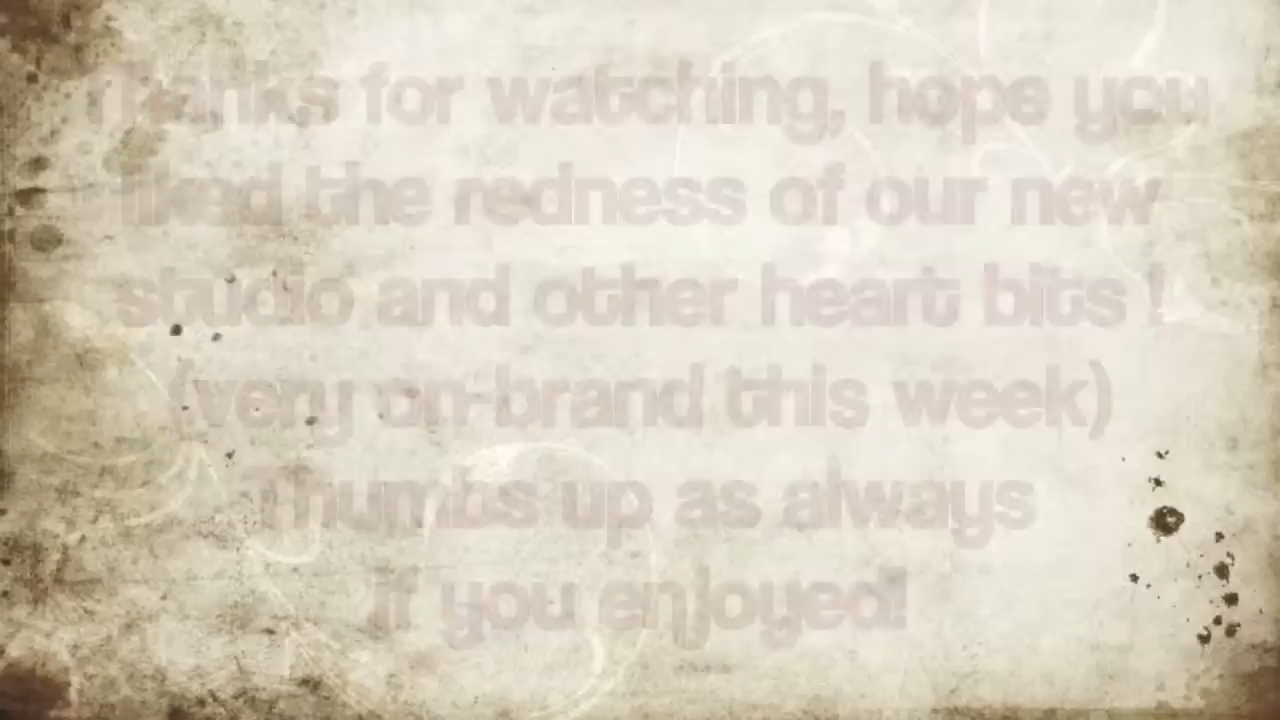 Thanks for watching, hope you
liked the redness of our new
studio and other heart bits !
(very on-brand this week)
Thumbs up as always
if you enjoyed!